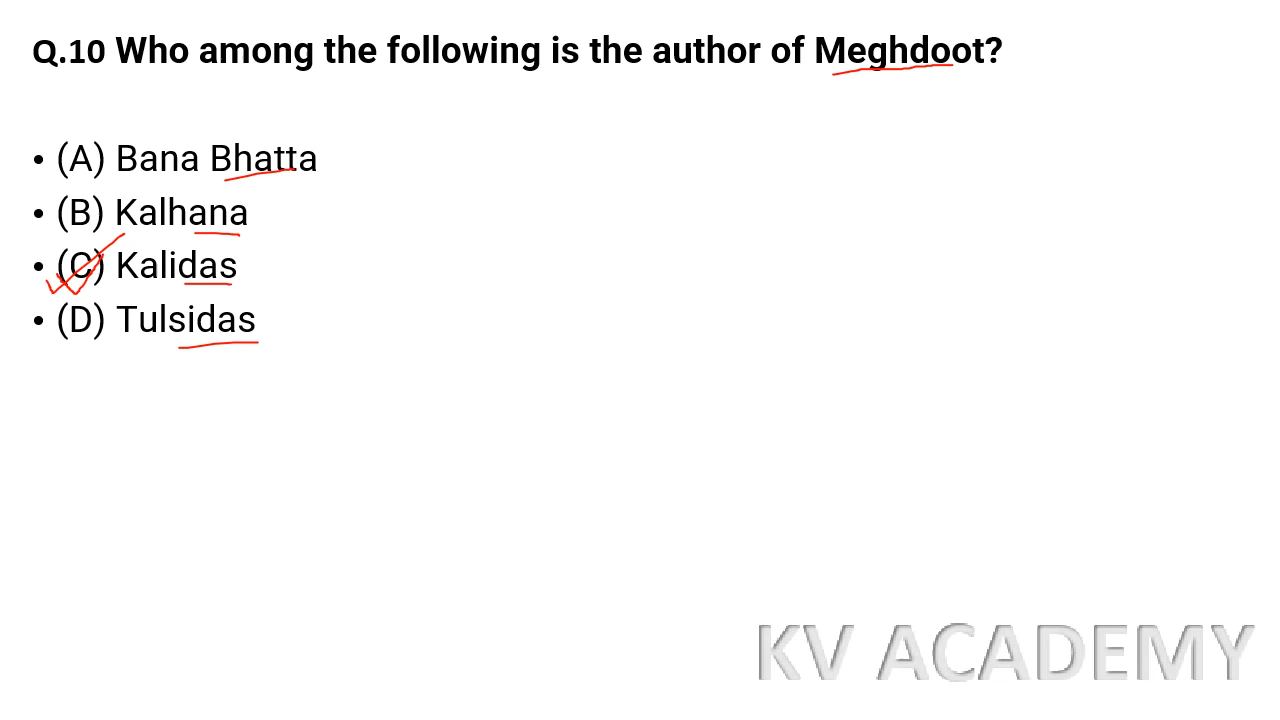 Q.10 Who among the following is the author of Meghdoot?
• (A) Bana Bhatta
• (B) Kalhana
• (C) Kalidas
• (D) Tulsidas
KV ACADEMY